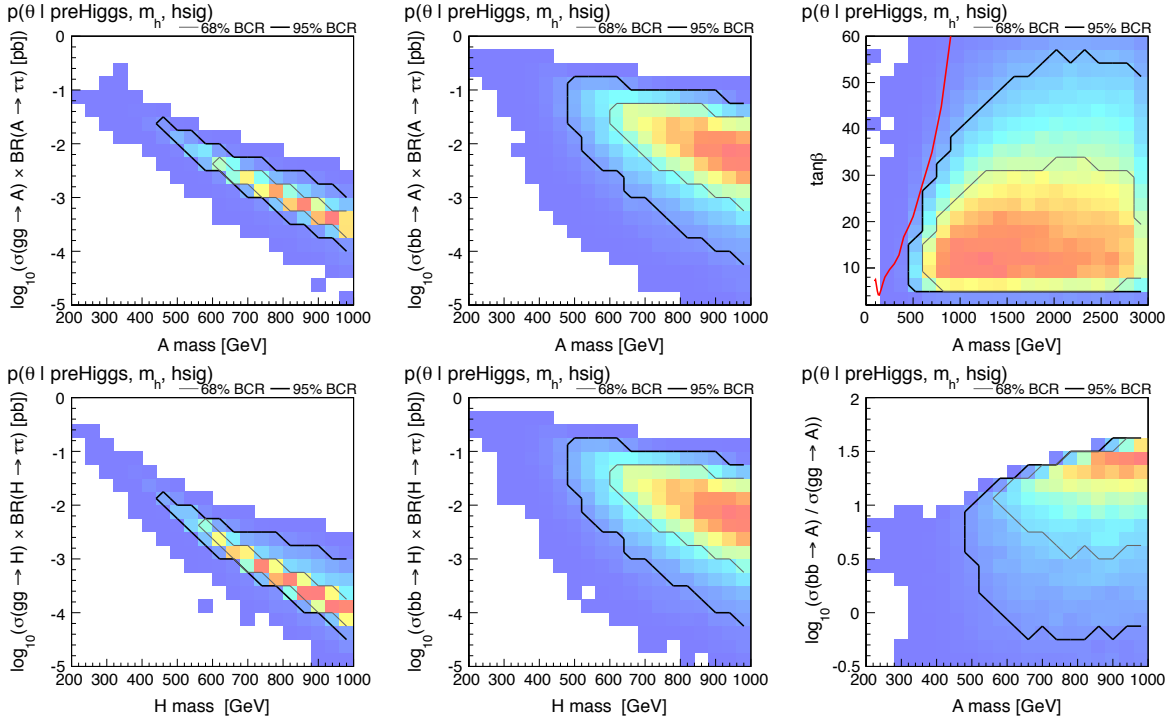 p(θ | preHiggs, m_h, hsig)
68% BCR 95% BCR
log₁₀(σ(gg → A) × BR(A → ττ) [pb])
0
-1
-2
-3
-4
-5
200 300 400 500 600 700 800 900 1000
A mass [GeV]
p(θ | preHiggs, m_h, hsig)
68% BCR 95% BCR
log₁₀(σ(bb → A) × BR(A → ττ) [pb])
0
-1
-2
-3
-4
-5
200 300 400 500 600 700 800 900 1000
A mass [GeV]
p(θ | preHiggs, m_h, hsig)
68% BCR 95% BCR
tanβ
60
50
40
30
20
10
0 500 1000 1500 2000 2500 3000
A mass [GeV]
p(θ | preHiggs, m_h, hsig)
68% BCR 95% BCR
log₁₀(σ(gg → H) × BR(H → ττ) [pb])
0
-1
-2
-3
-4
-5
200 300 400 500 600 700 800 900 1000
H mass [GeV]
p(θ | preHiggs, m_h, hsig)
68% BCR 95% BCR
log₁₀(σ(bb → H) × BR(H → ττ) [pb])
0
-1
-2
-3
-4
-5
200 300 400 500 600 700 800 900 1000
H mass [GeV]
p(θ | preHiggs, m_h, hsig)
68% BCR 95% BCR
log₁₀(σ(bb → A) / σ(gg → A))
2
1.5
1
0.5
0
-0.5
200 300 400 500 600 700 800 900 1000
A mass [GeV]